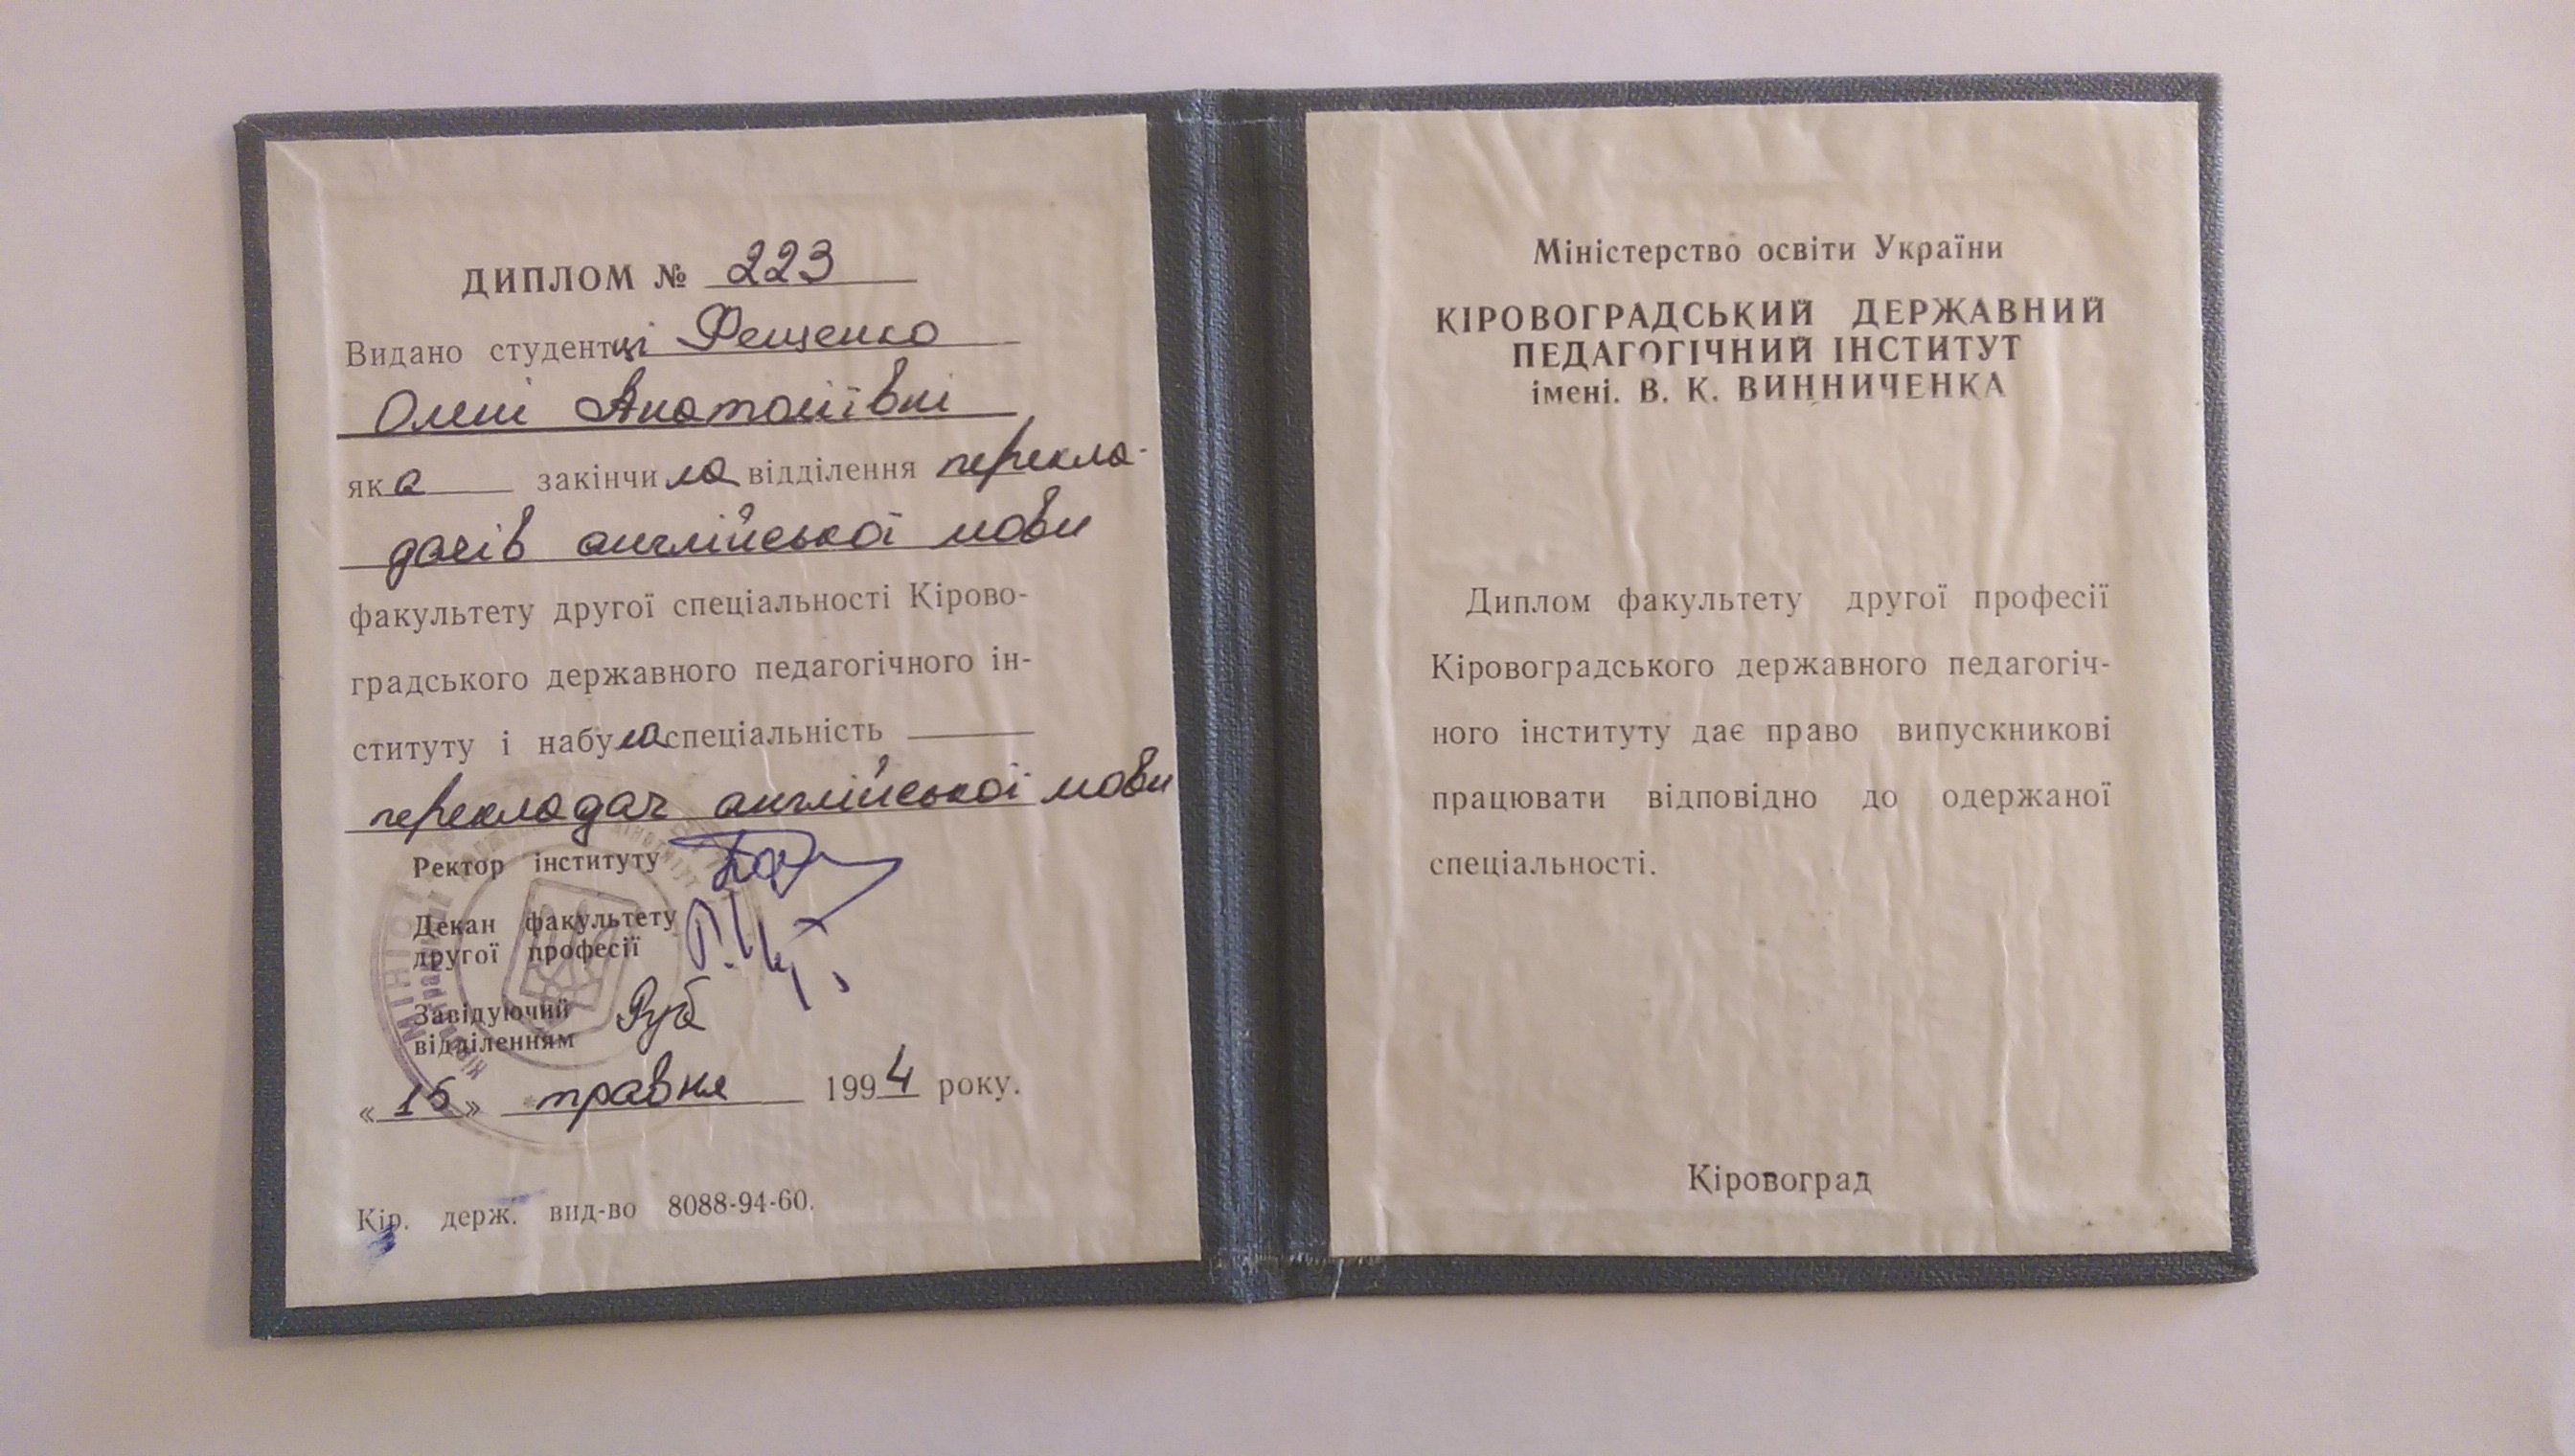 ДИПЛОМ № 223
Видано студентці Фещенко
Олені Анатоліївні
яка закінчила відділення перекла-
дачів англійської мови
факультету другої спеціальності Кірово-
градського державного педагогічного ін-
ституту і набула спеціальність
перекладач англійської мови
Ректор інституту
Декан факультету
другої професії
Завідуючий
відділенням
« 15 » травня 1994 року.
Кір. держ. вид-во 8088-94-60.
Міністерство освіти України
КІРОВОГРАДСЬКИЙ ДЕРЖАВНИЙ
ПЕДАГОГІЧНИЙ ІНСТИТУТ
імені. В. К. ВИННИЧЕНКА
Диплом факультету другої професії
Кіровоградського державного педагогіч-
ного інституту дає право випускникові
працювати відповідно до одержаної
спеціальності.
Кіровоград